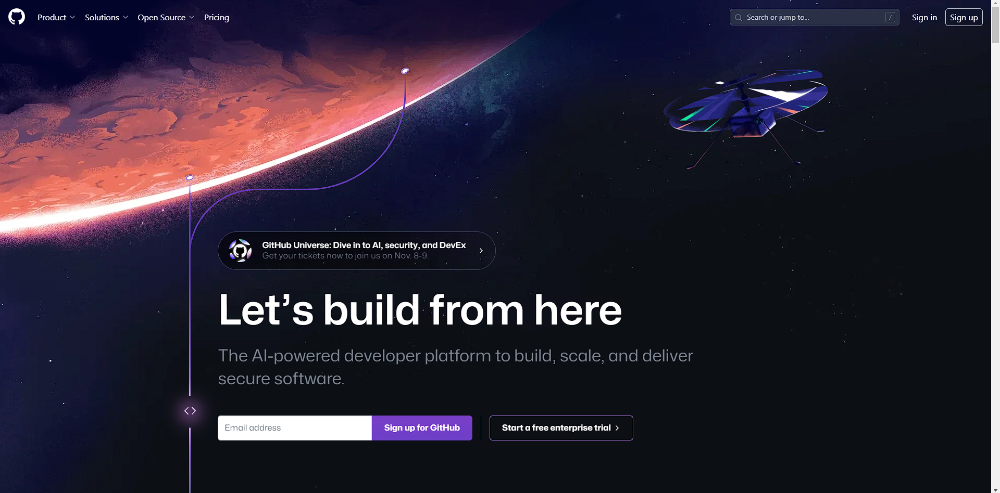 Product
Solutions
Open Source
Pricing
Search or jump to...
/
Sign in
Sign up
GitHub Universe: Dive in to AI, security, and DevEx
Get your tickets now to join us on Nov. 8-9.
Let’s build from here
The AI-powered developer platform to build, scale, and deliver
secure software.
Email address
Sign up for GitHub
Start a free enterprise trial